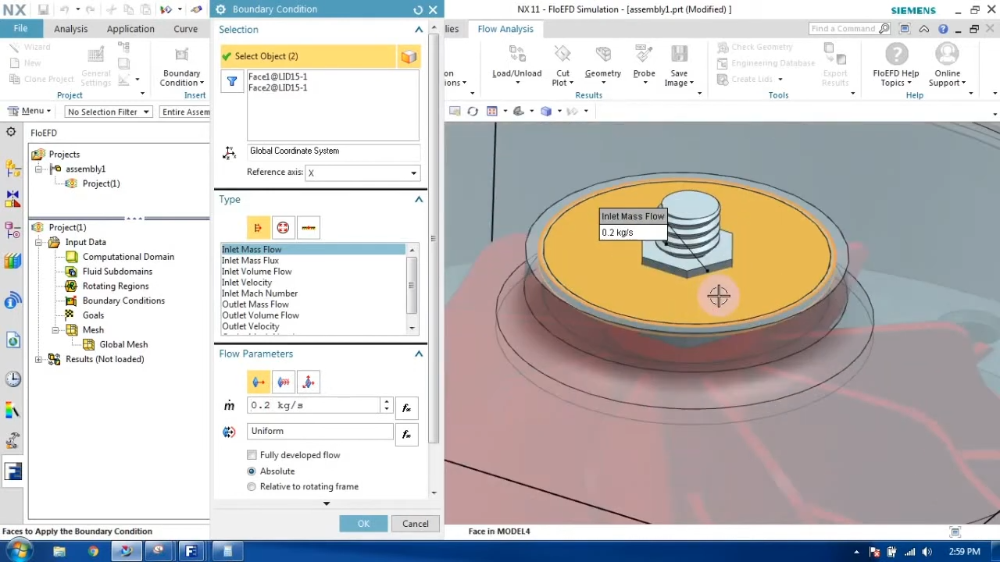 NX
Boundary Condition
NX 11 - FloEFD Simulation - [assembly1.prt (Modified) ]
SIEMENS
File
Analysis
Application
Curve
Flow Analysis
Find a Command
Wizard
New
Clone Project
General Settings
Boundary Condition
Project
Insert
Load/Unload
Cut Plot
Geometry
Probe
Save Image
Results
Check Geometry
Engineering Database
Create Lids
Export Results
Tools
FloEFD Help Topics
Online Support
Help
Menu
No Selection Filter
Entire Assem
FloEFD
Projects
assembly1
Project(1)
Project(1)
Input Data
Computational Domain
Fluid Subdomains
Rotating Regions
Boundary Conditions
Goals
Mesh
Global Mesh
Results (Not loaded)
Selection
Select Object (2)
Face1@LID15-1
Face2@LID15-1
Global Coordinate System
Reference axis: X
Type
Inlet Mass Flow
Inlet Mass Flux
Inlet Volume Flow
Inlet Velocity
Inlet Mach Number
Outlet Mass Flow
Outlet Volume Flow
Outlet Velocity
Flow Parameters
ṁ 0.2 kg/s
Uniform
Fully developed flow
Absolute
Relative to rotating frame
OK
Cancel
Inlet Mass Flow
0.2 kg/s
Faces to Apply the Boundary Condition
Face in MODEL4
2:59 PM